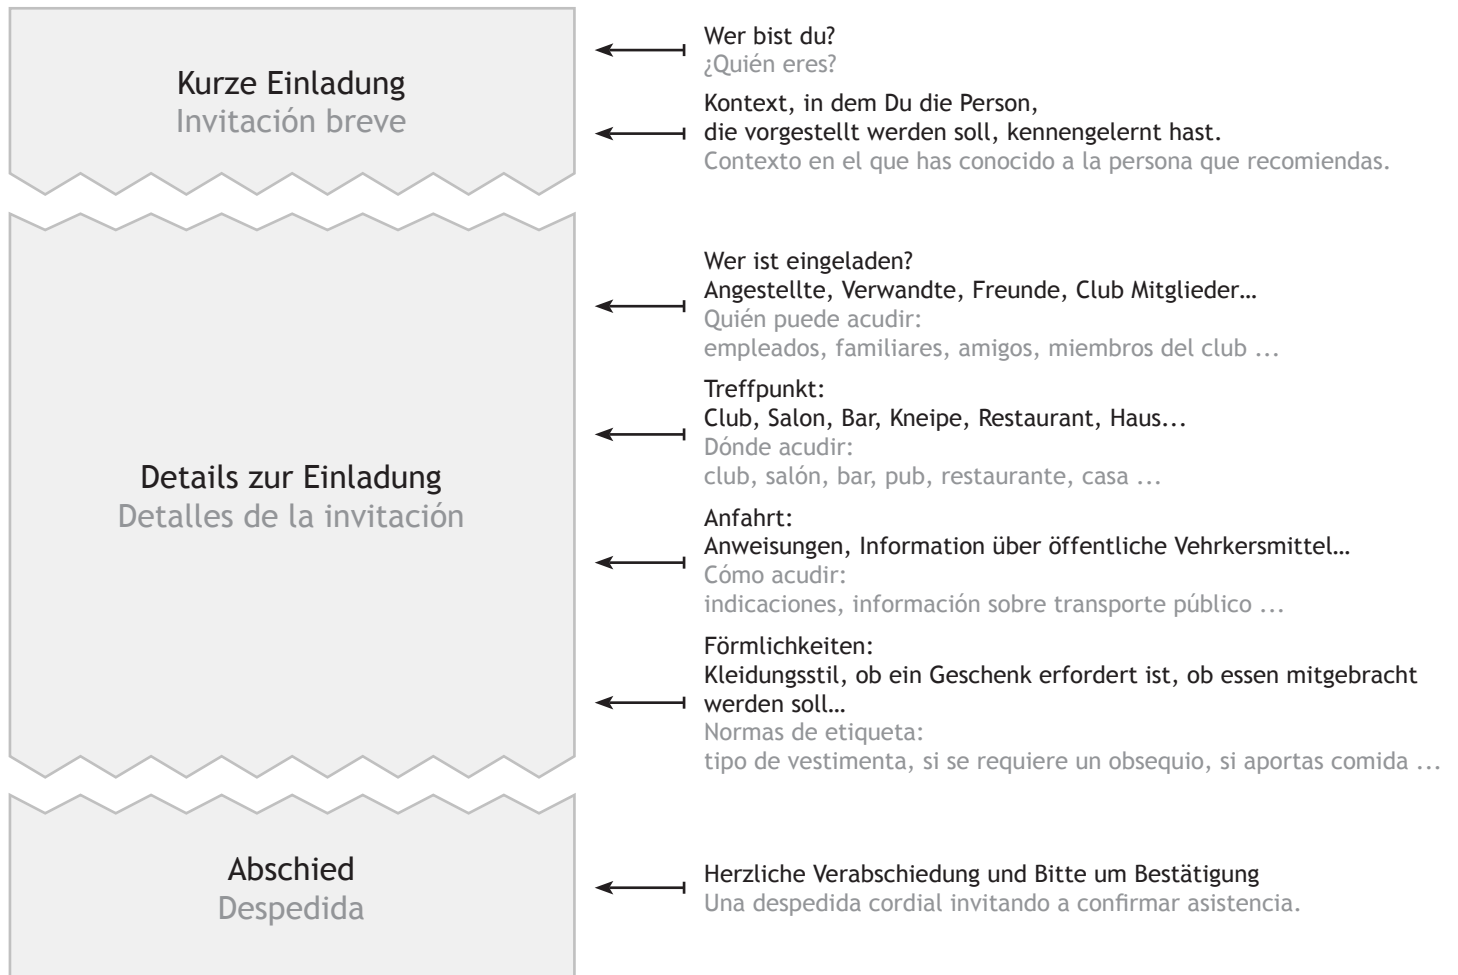 Kurze Einladung
Invitación breve
Wer bist du?
¿Quién eres?
Kontext, in dem Du die Person,
die vorgestellt werden soll, kennengelernt hast.
Contexto en el que has conocido a la persona que recomiendas.
Details zur Einladung
Detalles de la invitación
Wer ist eingeladen?
Angestellte, Verwandte, Freunde, Club Mitglieder…
Quién puede acudir:
empleados, familiares, amigos, miembros del club ...
Treffpunkt:
Club, Salon, Bar, Kneipe, Restaurant, Haus...
Dónde acudir:
club, salón, bar, pub, restaurante, casa ...
Anfahrt:
Anweisungen, Information über öffentliche Vehrkersmittel…
Cómo acudir:
indicaciones, información sobre transporte público ...
Förmlichkeiten:
Kleidungsstil, ob ein Geschenk erfordert ist, ob essen mitgebracht
werden soll…
Normas de etiqueta:
tipo de vestimenta, si se requiere un obsequio, si aportas comida ...
Abschied
Despedida
Herzliche Verabschiedung und Bitte um Bestätigung
Una despedida cordial invitando a confirmar asistencia.